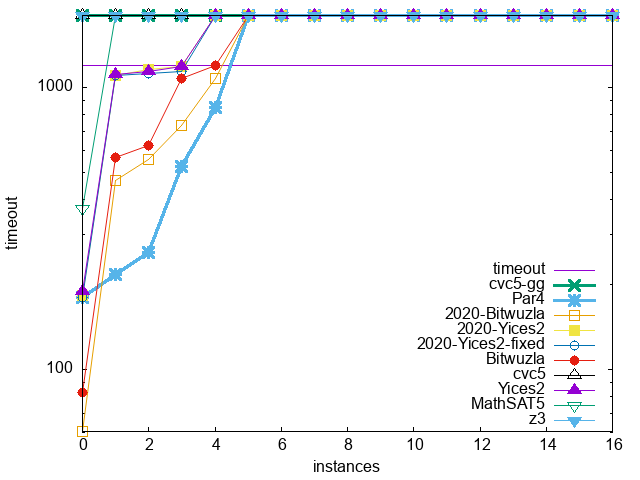 1000
100
timeout
timeout
cvc5-gg
Par4
2020-Bitwuzla
2020-Yices2
2020-Yices2-fixed
Bitwuzla
cvc5
Yices2
MathSAT5
z3
0 2 4 6 8 10 12 14 16
instances